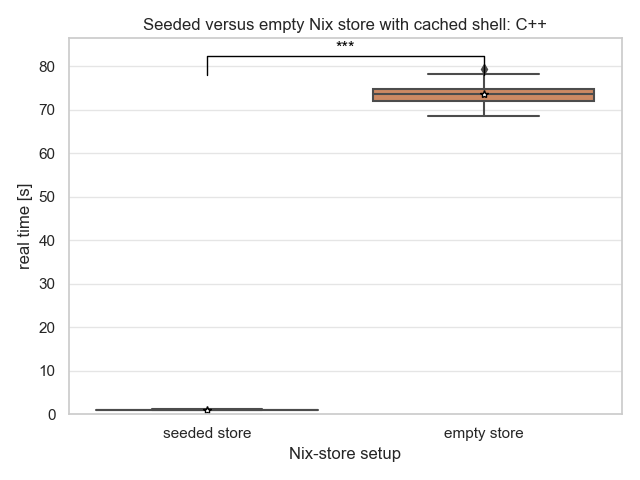 Seeded versus empty Nix store with cached shell: C++
***
80
70
60
50
40
30
20
10
0
real time [s]
seeded store
empty store
Nix-store setup